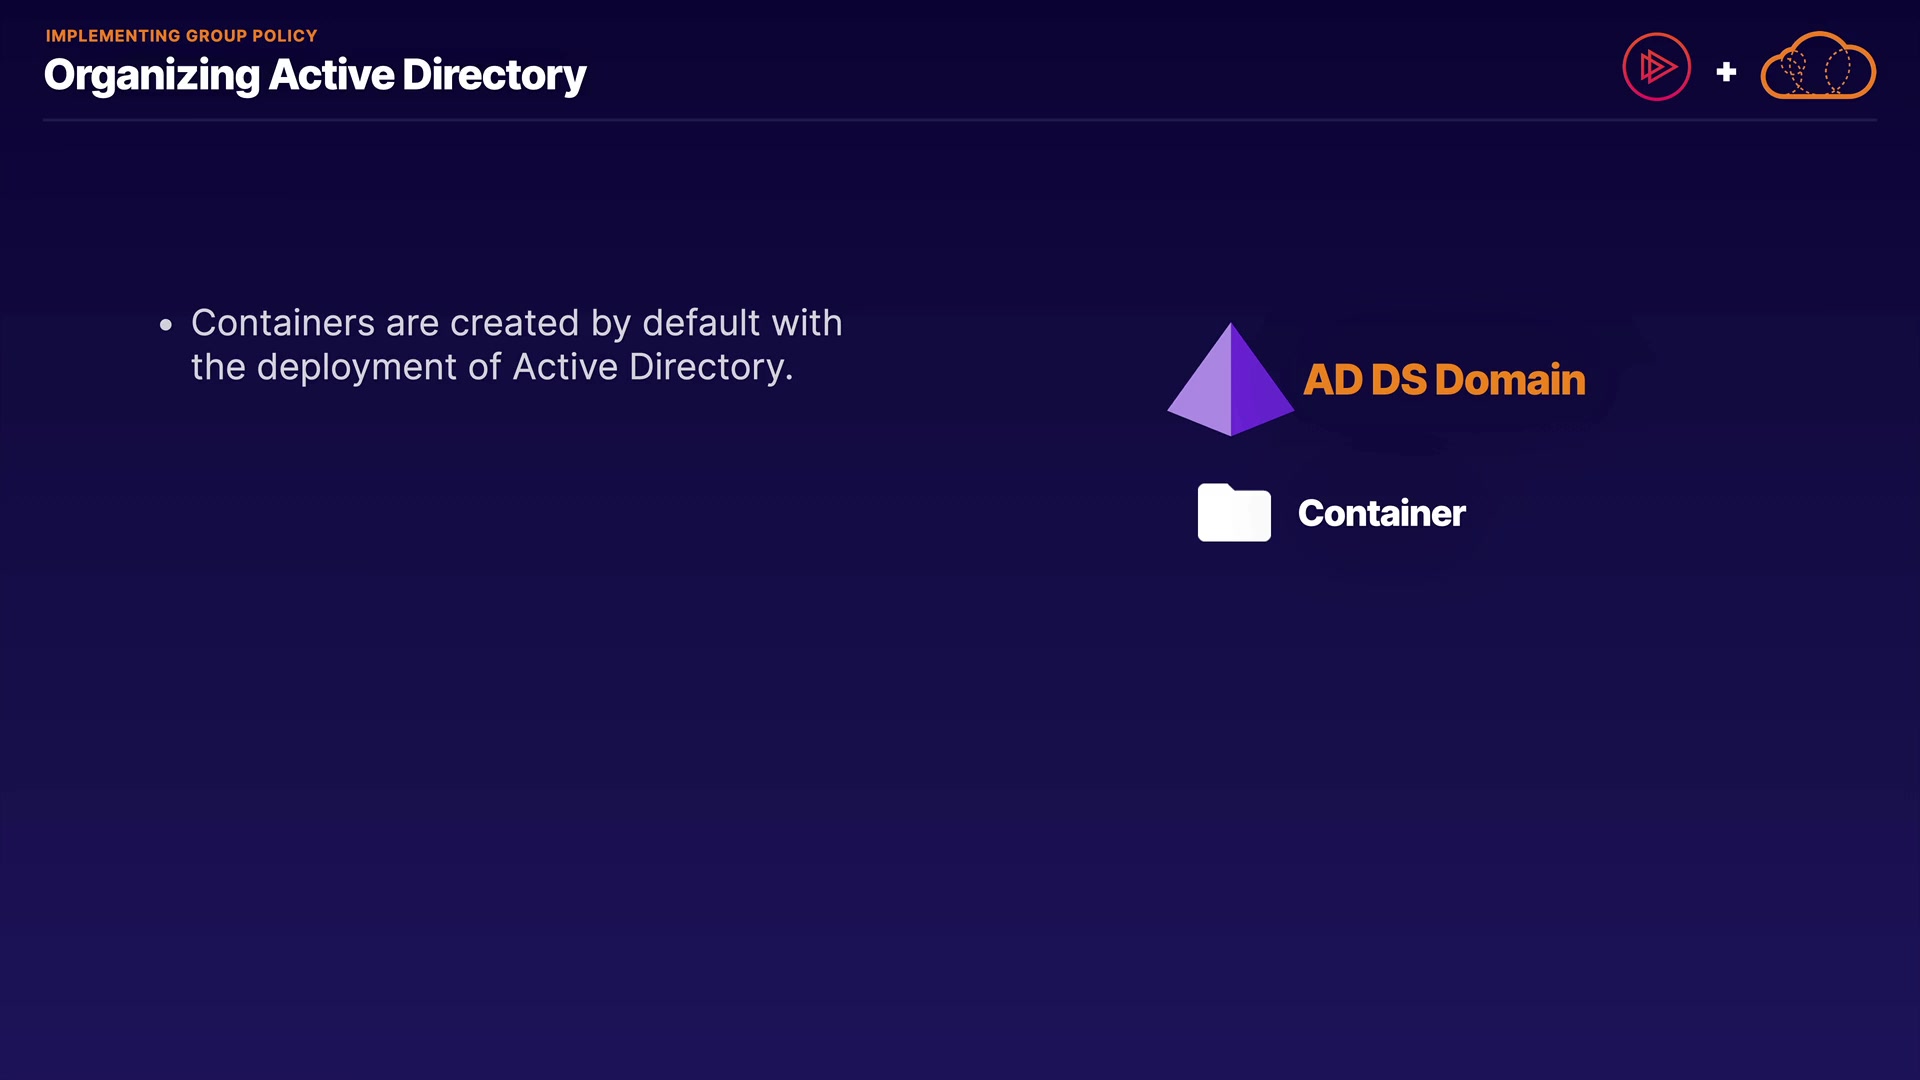 IMPLEMENTING GROUP POLICY
Organizing Active Directory
+
• Containers are created by default with
the deployment of Active Directory.
AD DS Domain
Container